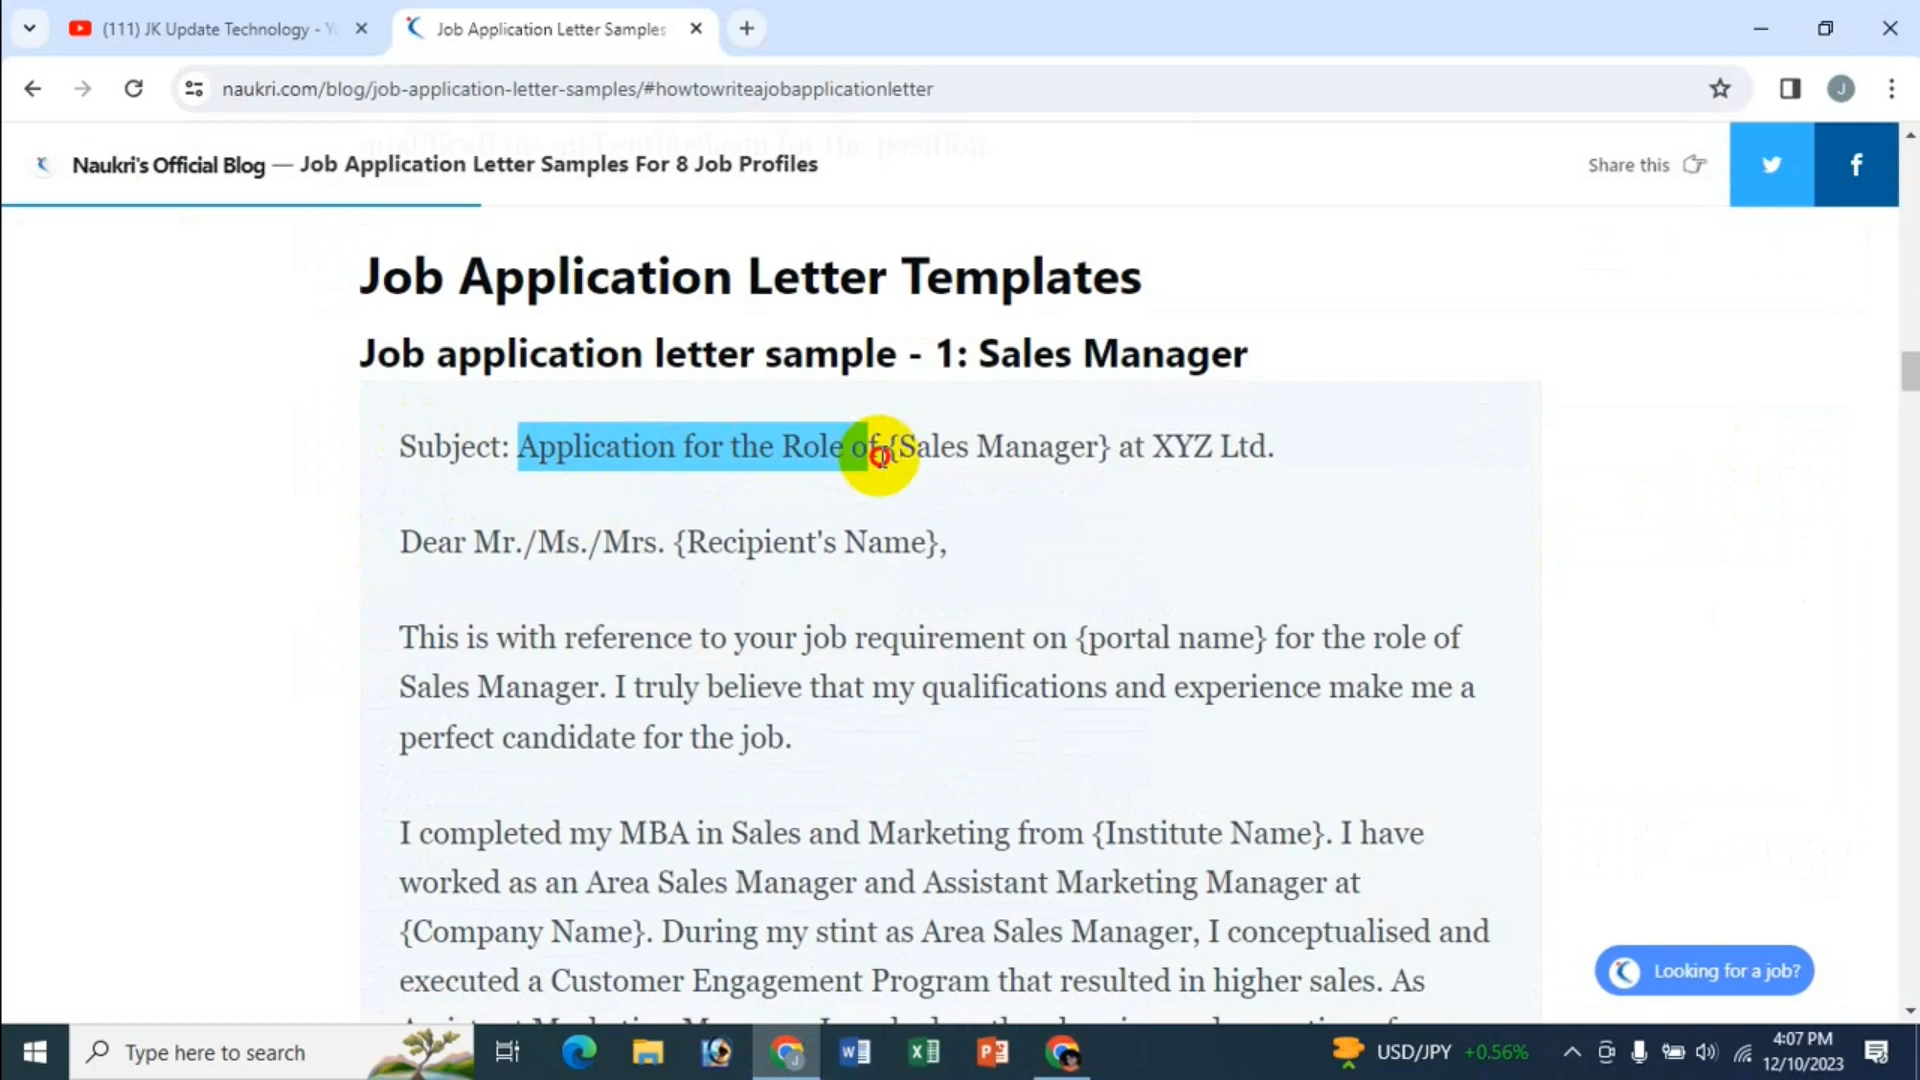 (111) JK Update Technology -
Job Application Letter Samples
naukri.com/blog/job-application-letter-samples/#howtowriteajobapplicationletter
Naukri's Official Blog — Job Application Letter Samples For 8 Job Profiles
Share this
Job Application Letter Templates
Job application letter sample - 1: Sales Manager
Subject: Application for the Role of {Sales Manager} at XYZ Ltd.
Dear Mr./Ms./Mrs. {Recipient's Name},
This is with reference to your job requirement on {portal name} for the role of
Sales Manager. I truly believe that my qualifications and experience make me a
perfect candidate for the job.
I completed my MBA in Sales and Marketing from {Institute Name}. I have
worked as an Area Sales Manager and Assistant Marketing Manager at
{Company Name}. During my stint as Area Sales Manager, I conceptualised and
executed a Customer Engagement Program that resulted in higher sales. As
Looking for a job?
Type here to search
USD/JPY +0.56%
4:07 PM
12/10/2023